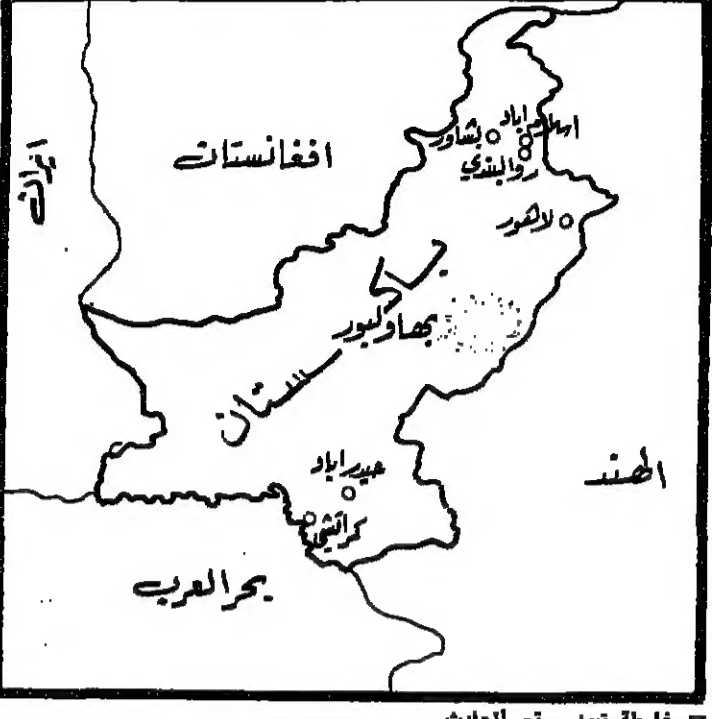 اسلام اباد
بشاور
روالبندي
افغانستان
ايران
لاهور
باكستان
بهاولبور
الهند
حيدر اباد
كراتشي
بحر العرب